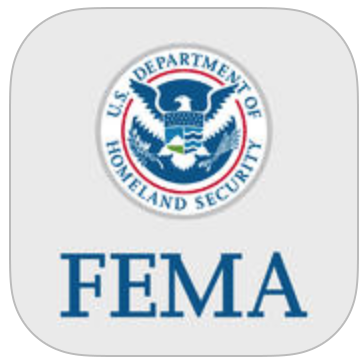 U.S. DEPARTMENT OF
HOMELAND SECURITY
FEMA